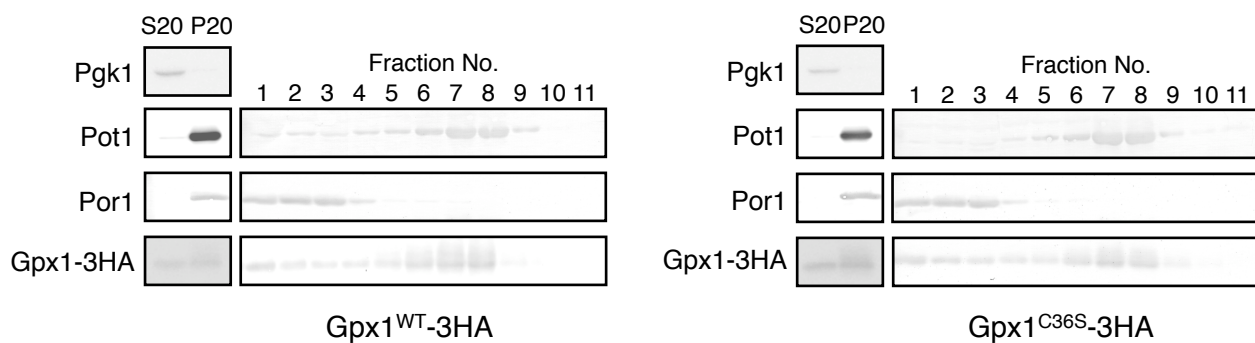 S20 P20
Pgk1
Fraction No.
1 2 3 4 5 6 7 8 9 10 11
Pot1
Por1
Gpx1-3HA
Gpx1WT-3HA
S20 P20
Pgk1
Fraction No.
1 2 3 4 5 6 7 8 9 10 11
Pot1
Por1
Gpx1-3HA
Gpx1C36S-3HA